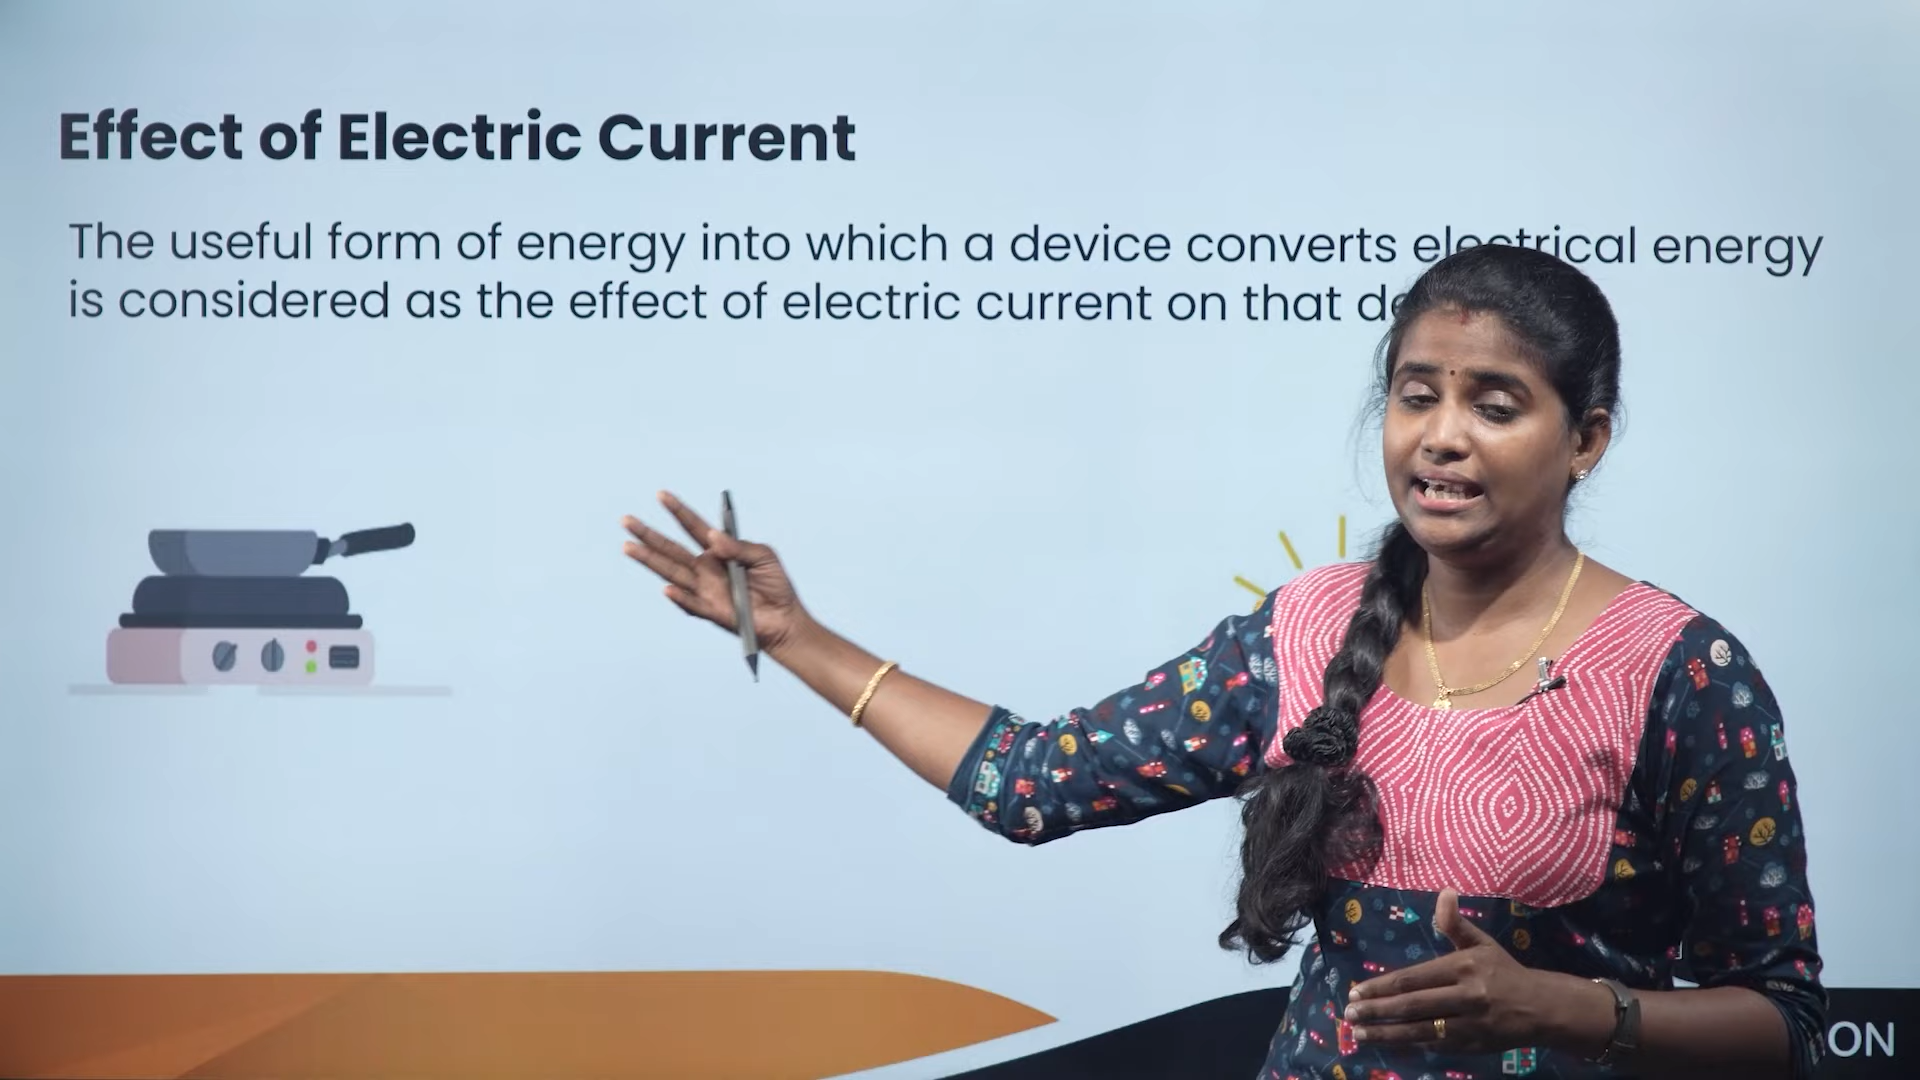 Effect of Electric Current
The useful form of energy into which a device converts electrical energy
is considered as the effect of electric current on that
ON